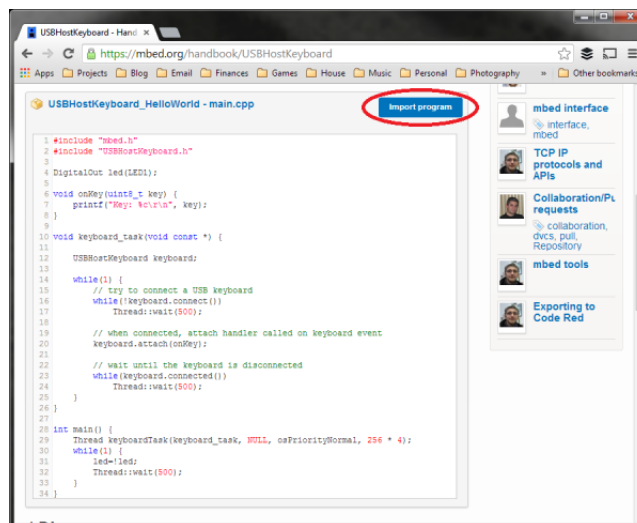 USBHostKeyboard - Hand
https://mbed.org/handbook/USBHostKeyboard
Apps Projects Blog Email Finances Games House Music Personal Photography » Other bookmarks
USBHostKeyboard_HelloWorld - main.cpp
Import program
1 #include "mbed.h"
2 #include "USBHostKeyboard.h"
3
4 DigitalOut led(LED1);
5
6 void onKey(uint8_t key) {
7 printf("Key: %c\r\n", key);
8 }
9
10 void keyboard_task(void const *) {
11
12 USBHostKeyboard keyboard;
13
14 while(1) {
15 // try to connect a USB keyboard
16 while(!keyboard.connect())
17 Thread::wait(500);
18
19 // when connected, attach handler called on keyboard event
20 keyboard.attach(onKey);
21
22 // wait until the keyboard is disconnected
23 while(keyboard.connected())
24 Thread::wait(500);
25 }
26 }
27
28 int main() {
29 Thread keyboardTask(keyboard_task, NULL, osPriorityNormal, 256 * 4);
30 while(1) {
31 led=!led;
32 Thread::wait(500);
33 }
34 }
mbed interface
interface,
mbed
TCP IP
protocols and
APIs
Collaboration/Pu
requests
collaboration,
dvcs, pull,
Repository
mbed tools
Exporting to
Code Red